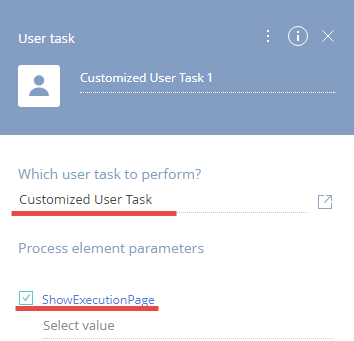 User task
Customized User Task 1
Which user task to perform?
Customized User Task
Process element parameters
ShowExecutionPage
Select value